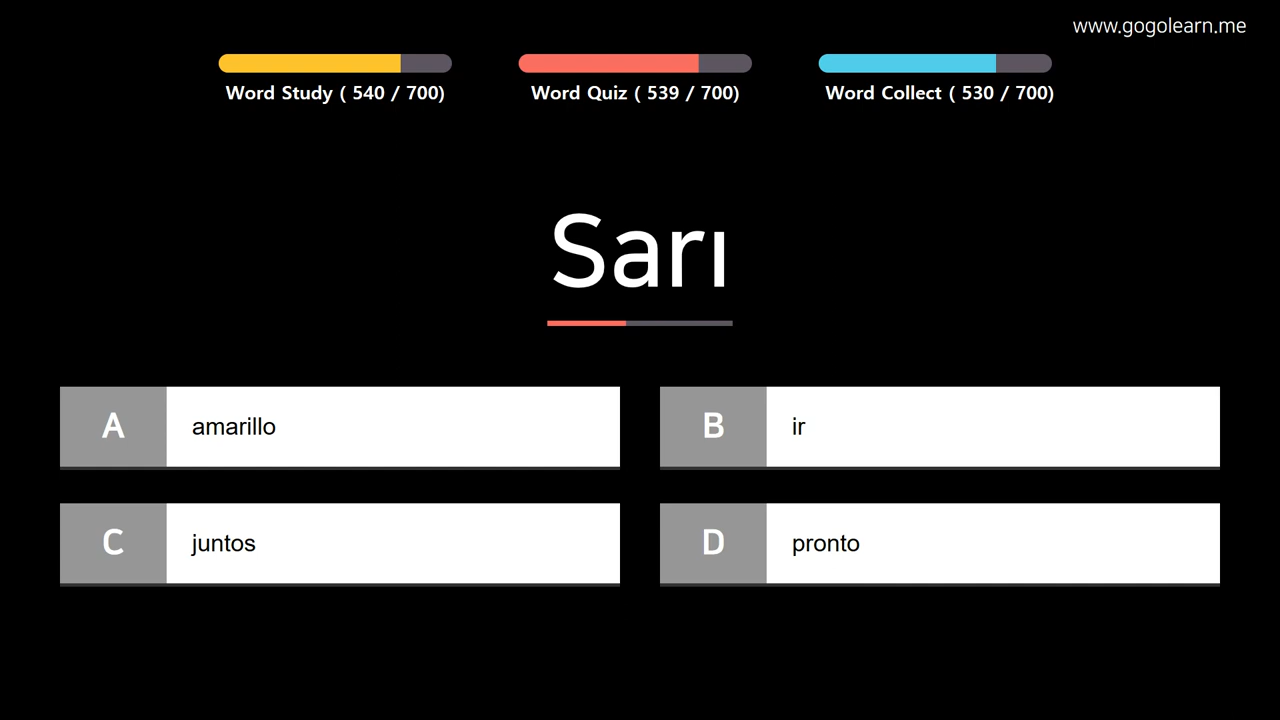 www.gogolearn.me
Word Study ( 540 / 700)
Word Quiz ( 539 / 700)
Word Collect ( 530 / 700)
Sarı
A
amarillo
B
ir
C
juntos
D
pronto